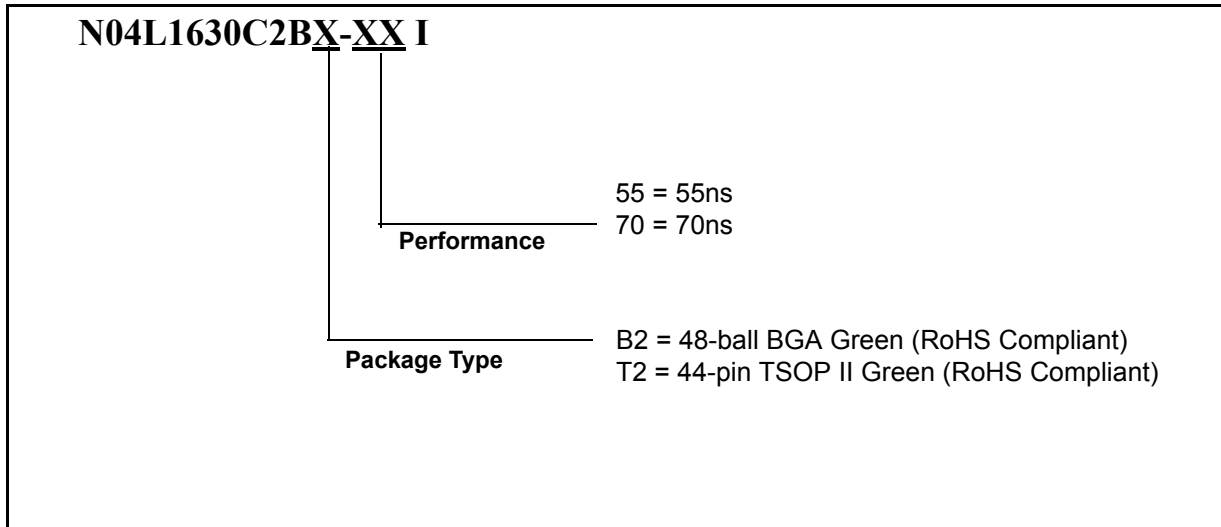 N04L1630C2BX-XX I
55 = 55ns
70 = 70ns
Performance
B2 = 48-ball BGA Green (RoHS Compliant)
Package Type
T2 = 44-pin TSOP II Green (RoHS Compliant)